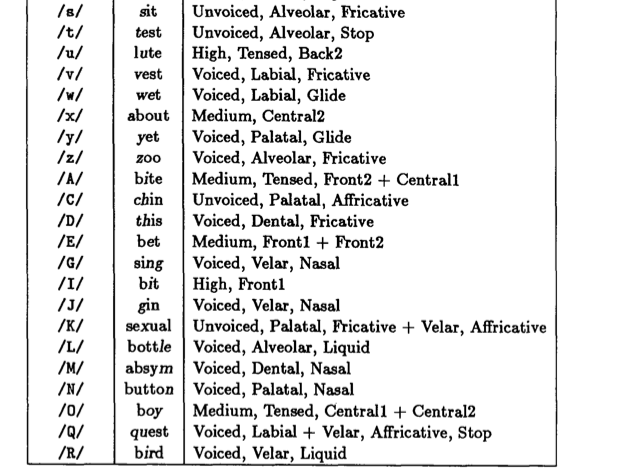 /s/ sit Unvoiced, Alveolar, Fricative
/t/ test Unvoiced, Alveolar, Stop
/u/ lute High, Tensed, Back2
/v/ vest Voiced, Labial, Fricative
/w/ wet Voiced, Labial, Glide
/x/ about Medium, Central2
/y/ yet Voiced, Palatal, Glide
/z/ zoo Voiced, Alveolar, Fricative
/A/ bite Medium, Tensed, Front2 + Central1
/C/ chin Unvoiced, Palatal, Affricative
/D/ this Voiced, Dental, Fricative
/E/ bet Medium, Front1 + Front2
/G/ sing Voiced, Velar, Nasal
/I/ bit High, Front1
/J/ gin Voiced, Velar, Nasal
/K/ sexual Unvoiced, Palatal, Fricative + Velar, Affricative
/L/ bottle Voiced, Alveolar, Liquid
/M/ absym Voiced, Dental, Nasal
/N/ button Voiced, Palatal, Nasal
/O/ boy Medium, Tensed, Central1 + Central2
/Q/ quest Voiced, Labial + Velar, Affricative, Stop
/R/ bird Voiced, Velar, Liquid